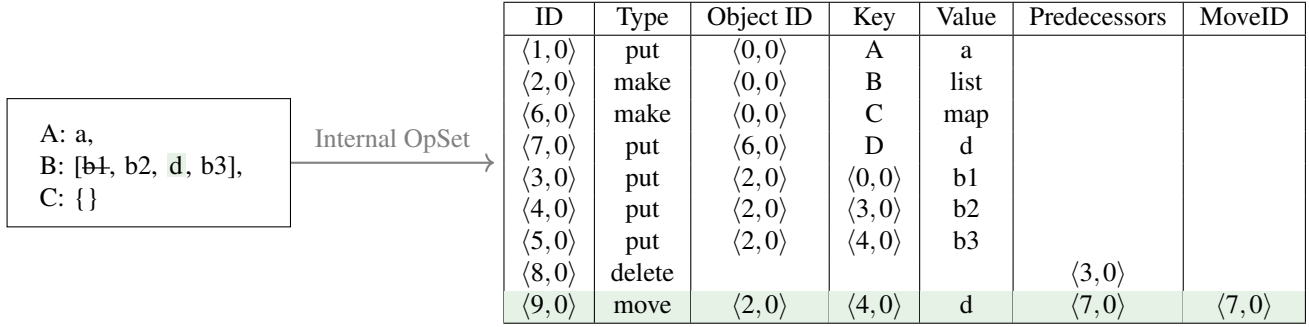 A: a,
B: [b1, b2, d, b3],
C: {}
Internal OpSet
ID Type Object ID Key Value Predecessors MoveID
⟨1,0⟩ put ⟨0,0⟩ A a
⟨2,0⟩ make ⟨0,0⟩ B list
⟨6,0⟩ make ⟨0,0⟩ C map
⟨7,0⟩ put ⟨6,0⟩ D d
⟨3,0⟩ put ⟨2,0⟩ ⟨0,0⟩ b1
⟨4,0⟩ put ⟨2,0⟩ ⟨3,0⟩ b2
⟨5,0⟩ put ⟨2,0⟩ ⟨4,0⟩ b3
⟨8,0⟩ delete ⟨3,0⟩
⟨9,0⟩ move ⟨2,0⟩ ⟨4,0⟩ d ⟨7,0⟩ ⟨7,0⟩